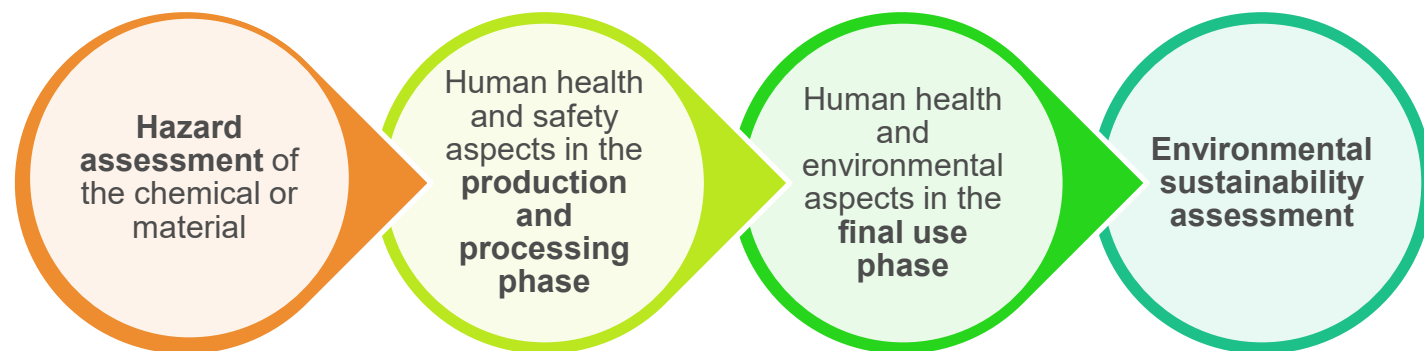 Hazard
assessment of
the chemical or
material
Human health
and safety
aspects in the
production
and
processing
phase
Human health
and
environmental
aspects in the
final use
phase
Environmental
sustainability
assessment